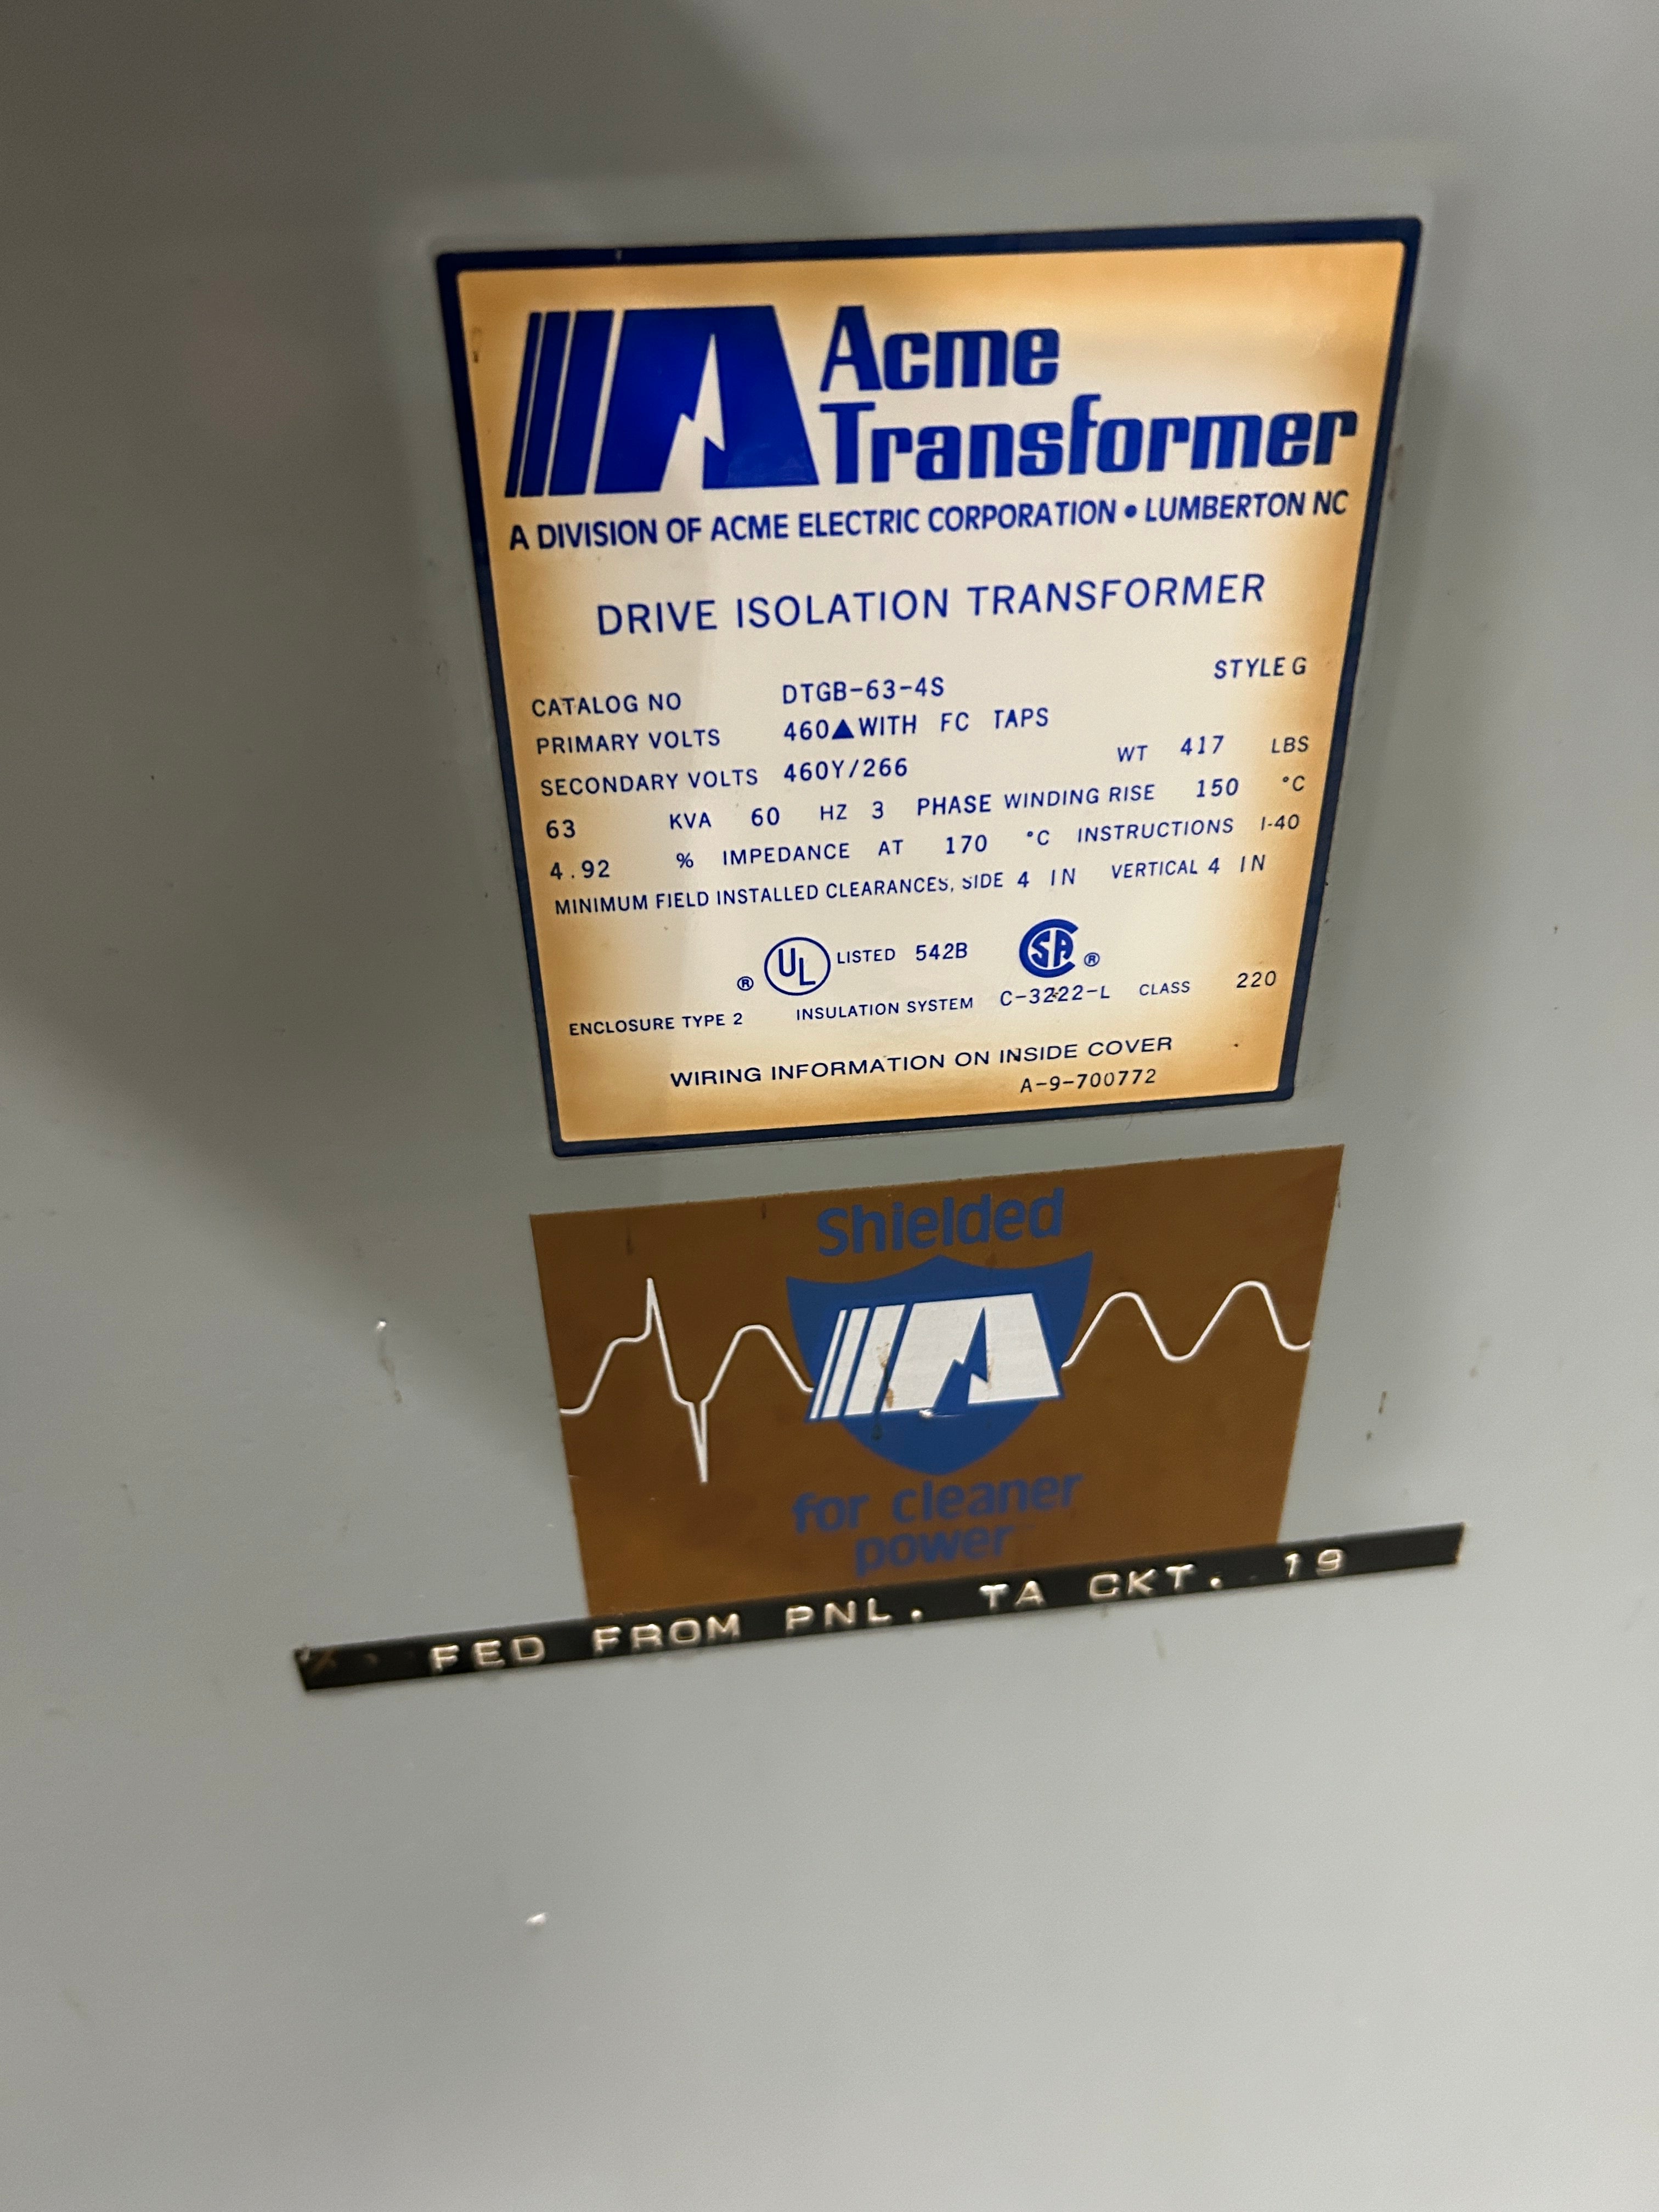 Acme
Transformer
A DIVISION OF ACME ELECTRIC CORPORATION • LUMBERTON NC
DRIVE ISOLATION TRANSFORMER
STYLE G
CATALOG NO DTGB-63-4S
PRIMARY VOLTS 460▲WITH FC TAPS
SECONDARY VOLTS 460Y/266 WT 417 LBS
63 KVA 60 HZ 3 PHASE WINDING RISE 150 °C
4.92 % IMPEDANCE AT 170 °C INSTRUCTIONS I-40
MINIMUM FIELD INSTALLED CLEARANCES, SIDE 4 IN VERTICAL 4 IN
® UL LISTED 542B SA ®
ENCLOSURE TYPE 2 INSULATION SYSTEM C-3222-L CLASS 220
WIRING INFORMATION ON INSIDE COVER
A-9-700772
Shielded
for cleaner
power
FED FROM PNL. TA CKT. 19